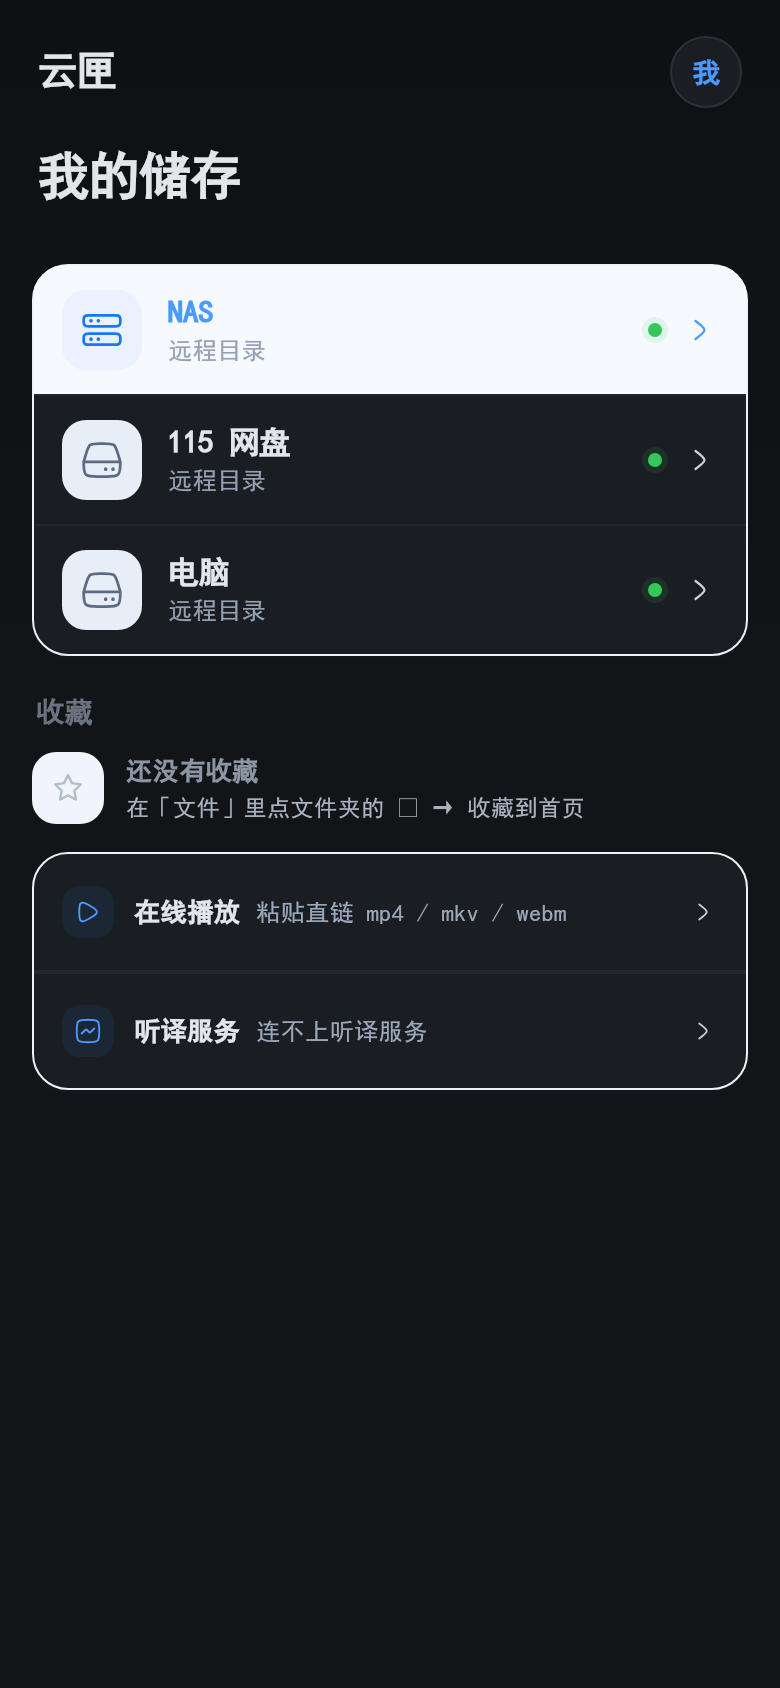 云匣
我
我的储存
NAS
远程目录
115 网盘
远程目录
电脑
远程目录
收藏
还没有收藏
在「文件」里点文件夹的 □ → 收藏到首页
在线播放 粘贴直链 mp4 / mkv / webm
听译服务 连不上听译服务